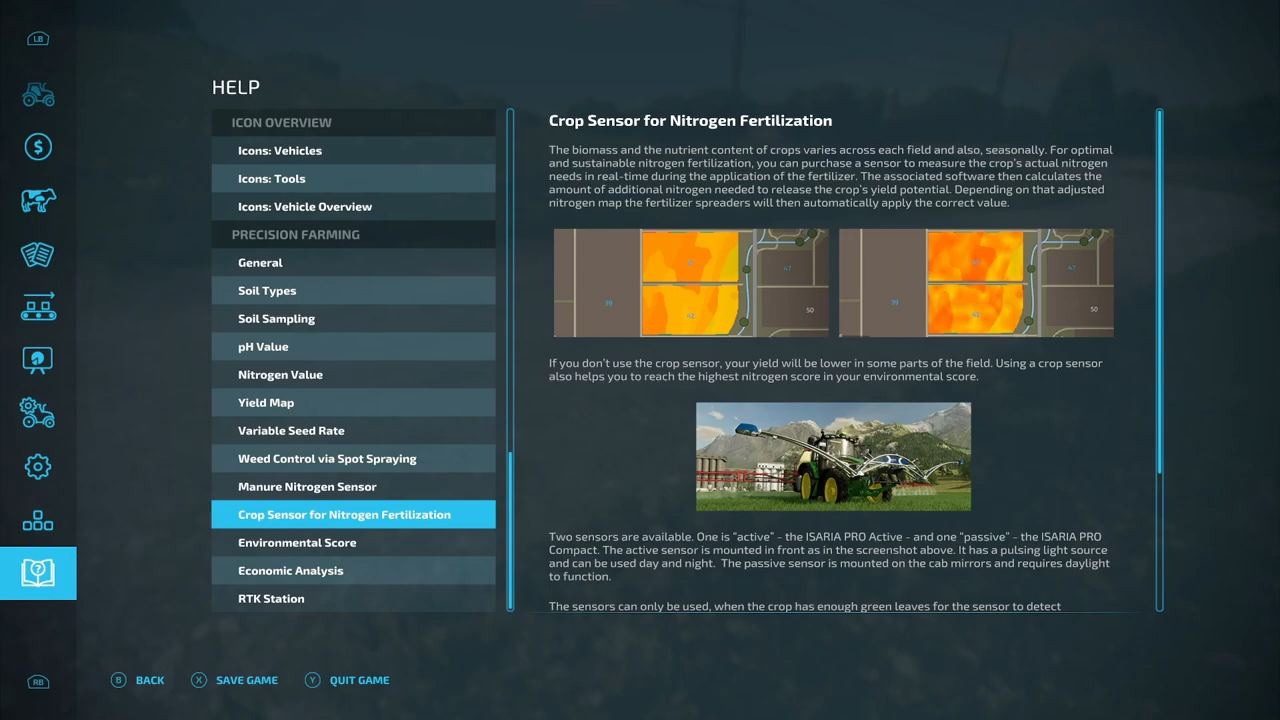 LB
HELP
ICON OVERVIEW
Icons: Vehicles
Icons: Tools
Icons: Vehicle Overview
PRECISION FARMING
General
Soil Types
Soil Sampling
pH Value
Nitrogen Value
Yield Map
Variable Seed Rate
Weed Control via Spot Spraying
Manure Nitrogen Sensor
Crop Sensor for Nitrogen Fertilization
Environmental Score
Economic Analysis
RTK Station
Crop Sensor for Nitrogen Fertilization
The biomass and the nutrient content of crops varies across each field and also, seasonally. For optimal
and sustainable nitrogen fertilization, you can purchase a sensor to measure the crop's actual nitrogen
needs in real-time during the application of the fertilizer. The associated software then calculates the
amount of additional nitrogen needed to release the crop's yield potential. Depending on that adjusted
nitrogen map the fertilizer spreaders will then automatically apply the correct value.
39 47 42 50
39 47 50
If you don't use the crop sensor, your yield will be lower in some parts of the field. Using a crop sensor
also helps you to reach the highest nitrogen score in your environmental score.
Two sensors are available. One is "active" - the ISARIA PRO Active - and one "passive" - the ISARIA PRO
Compact. The active sensor is mounted in front as in the screenshot above. It has a pulsing light source
and can be used day and night. The passive sensor is mounted on the cab mirrors and requires daylight
to function.
The sensors can only be used, when the crop has enough green leaves for the sensor to detect
RB
B BACK X SAVE GAME Y QUIT GAME